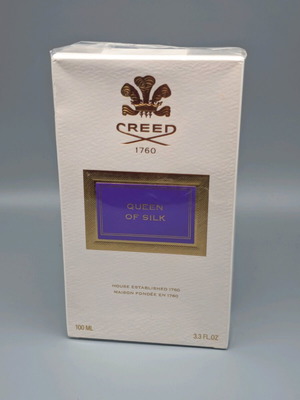 CREED
1760
QUEEN
OF SILK
HOUSE ESTABLISHED 1760
MAISON FONDÉE EN 1760
100 ML
3.3 FL.OZ